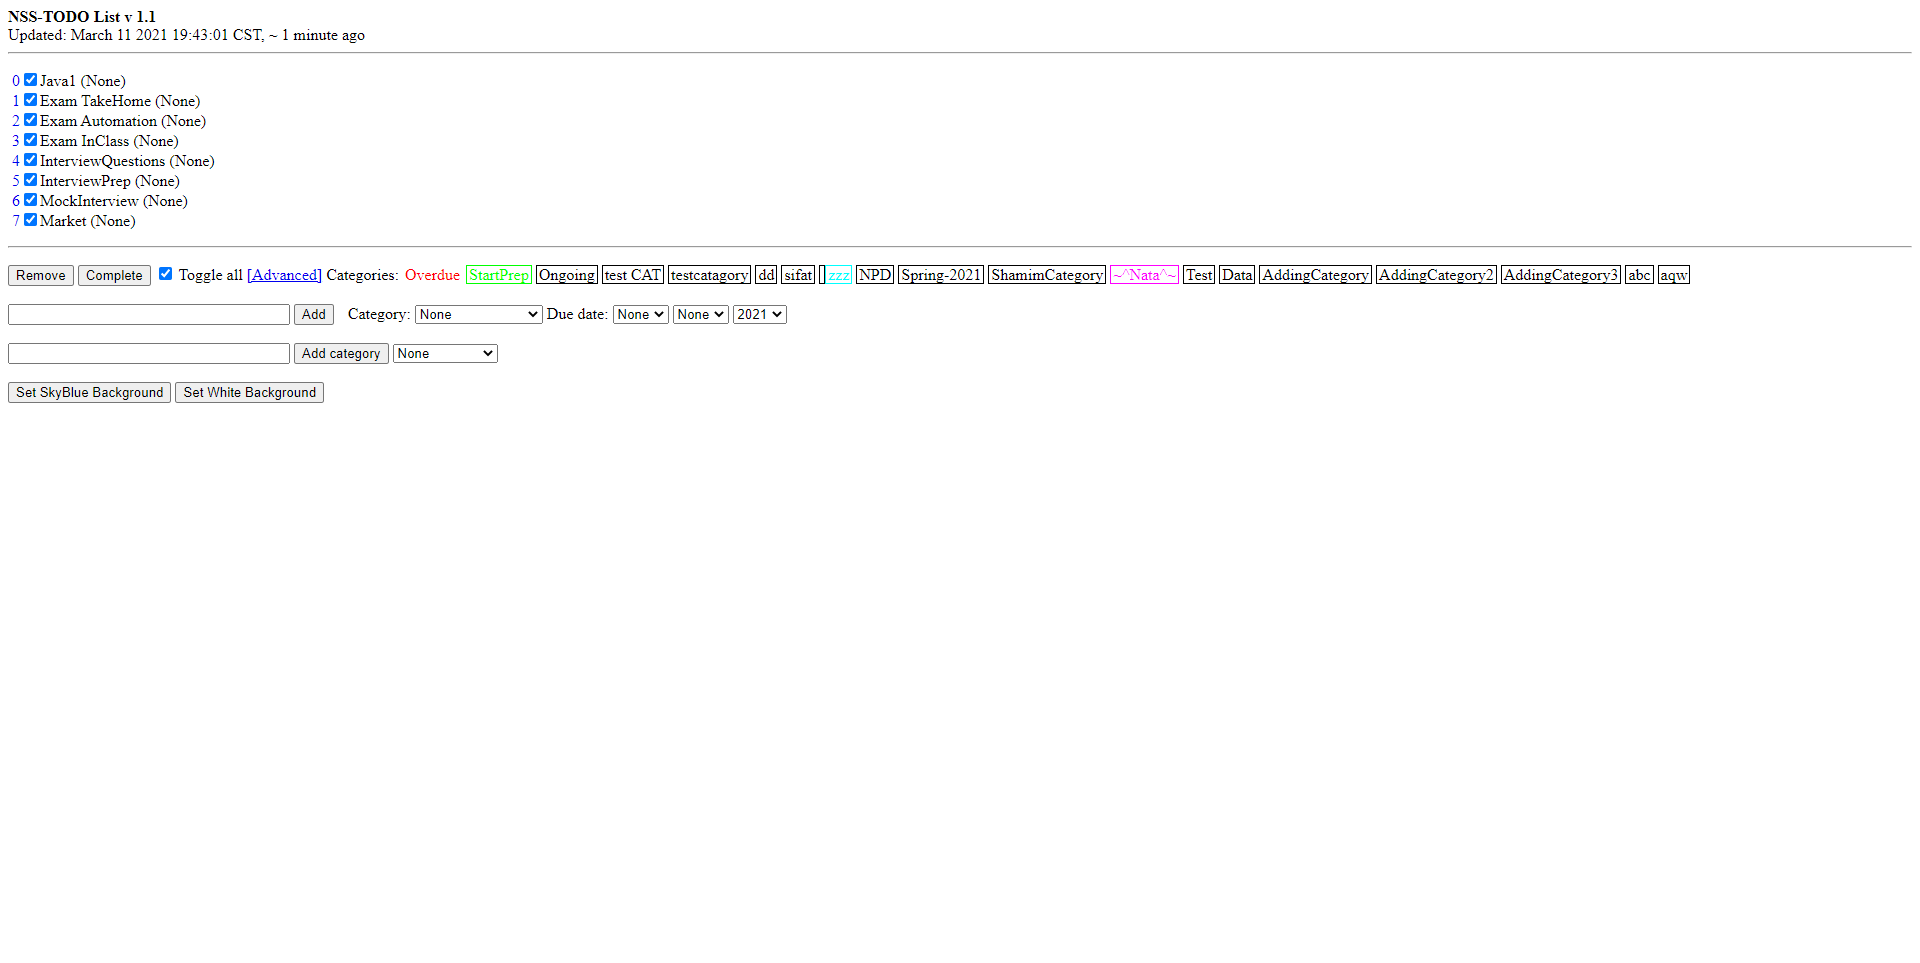 NSS-TODO List v 1.1
Updated: March 11 2021 19:43:01 CST, ~ 1 minute ago
0 Java1 (None)
1 Exam TakeHome (None)
2 Exam Automation (None)
3 Exam InClass (None)
4 InterviewQuestions (None)
5 InterviewPrep (None)
6 MockInterview (None)
7 Market (None)
Remove Complete Toggle all [Advanced] Categories: Overdue StartPrep Ongoing test CAT testcatagory dd sifat zzz NPD Spring-2021 ShamimCategory ~^Nata^~ Test Data AddingCategory AddingCategory2 AddingCategory3 abc aqw
Add Category: None Due date: None None 2021
Add category None
Set SkyBlue Background Set White Background